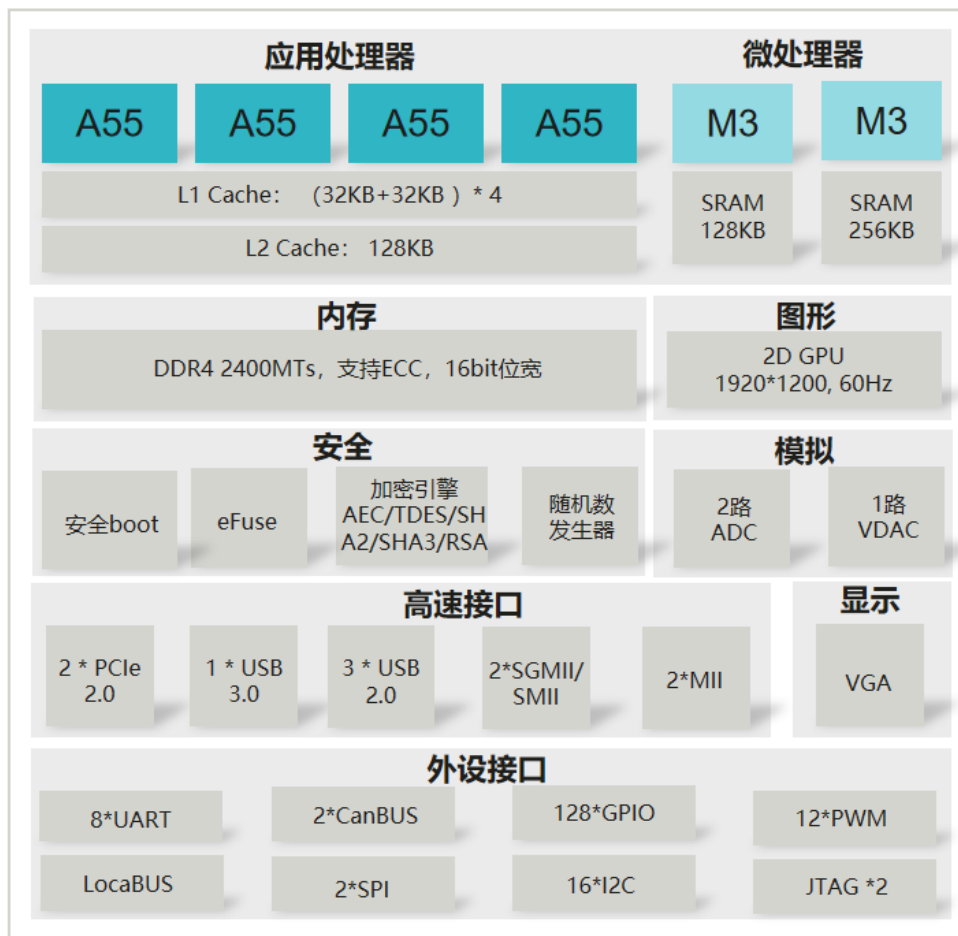 应用处理器
微处理器
A55
A55
A55
A55
M3
M3
L1 Cache： （32KB+32KB ）* 4
L2 Cache： 128KB
SRAM
128KB
SRAM
256KB
内存
DDR4 2400MTs，支持ECC，16bit位宽
图形
2D GPU
1920*1200, 60Hz
安全
安全boot
eFuse
加密引擎
AEC/TDES/SH
A2/SHA3/RSA
随机数
发生器
模拟
2路
ADC
1路
VDAC
高速接口
2 * PCIe
2.0
1 * USB
3.0
3 * USB
2.0
2*SGMII/
SMII
2*MII
显示
VGA
外设接口
8*UART
2*CanBUS
128*GPIO
12*PWM
LocaBUS
2*SPI
16*I2C
JTAG *2